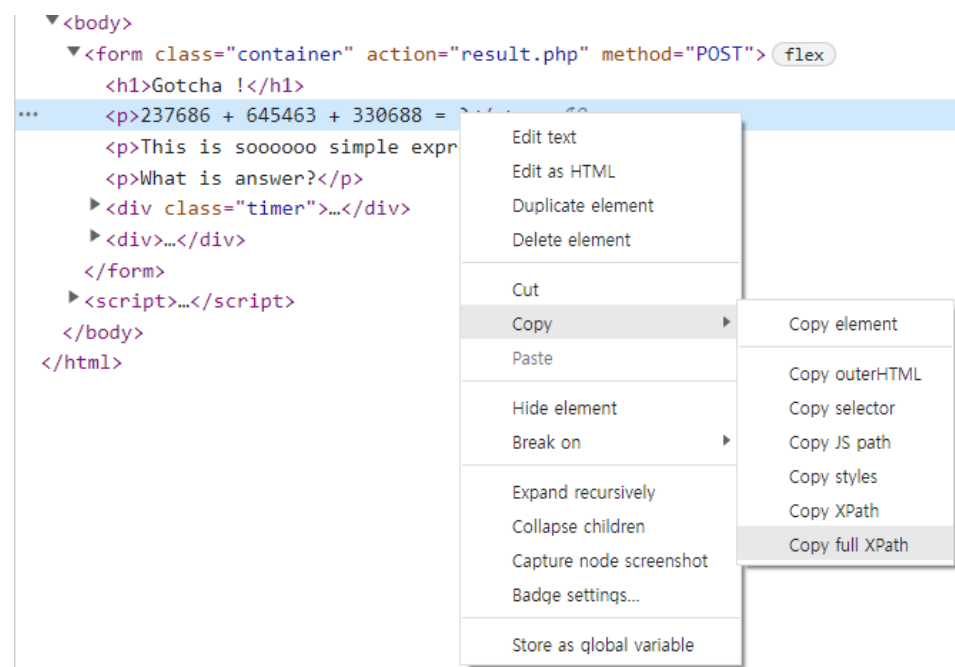 <body>
<form class="container" action="result.php" method="POST"> flex
<h1>Gotcha !</h1>
... <p>237686 + 645463 + 330688 =
<p>This is soooooo simple expr
<p>What is answer?</p>
<div class="timer">…</div>
<div>…</div>
</form>
<script>…</script>
</body>
</html>
Edit text
Edit as HTML
Duplicate element
Delete element
Cut
Copy
Paste
Hide element
Break on
Expand recursively
Collapse children
Capture node screenshot
Badge settings...
Store as global variable
Copy element
Copy outerHTML
Copy selector
Copy JS path
Copy styles
Copy XPath
Copy full XPath